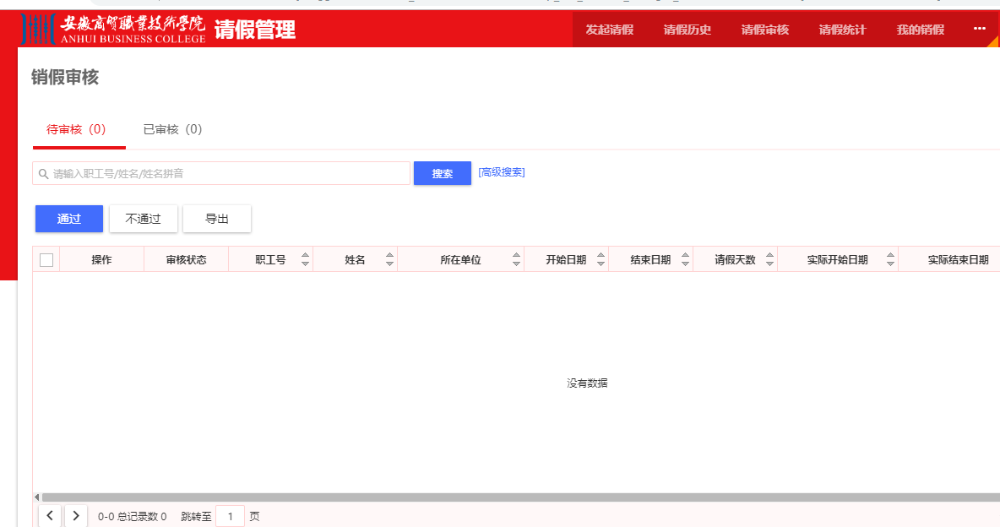 安徽商贸职业技术学院
ANHUI BUSINESS COLLEGE
请假管理
发起请假 请假历史 请假审核 请假统计 我的销假 ···
销假审核
待审核（0） 已审核（0）
请输入职工号/姓名/姓名拼音 搜索 [高级搜索]
通过 不通过 导出
操作 审核状态 职工号 姓名 所在单位 开始日期 结束日期 请假天数 实际开始日期 实际结束日期
没有数据
0-0 总记录数 0 跳转至 1 页